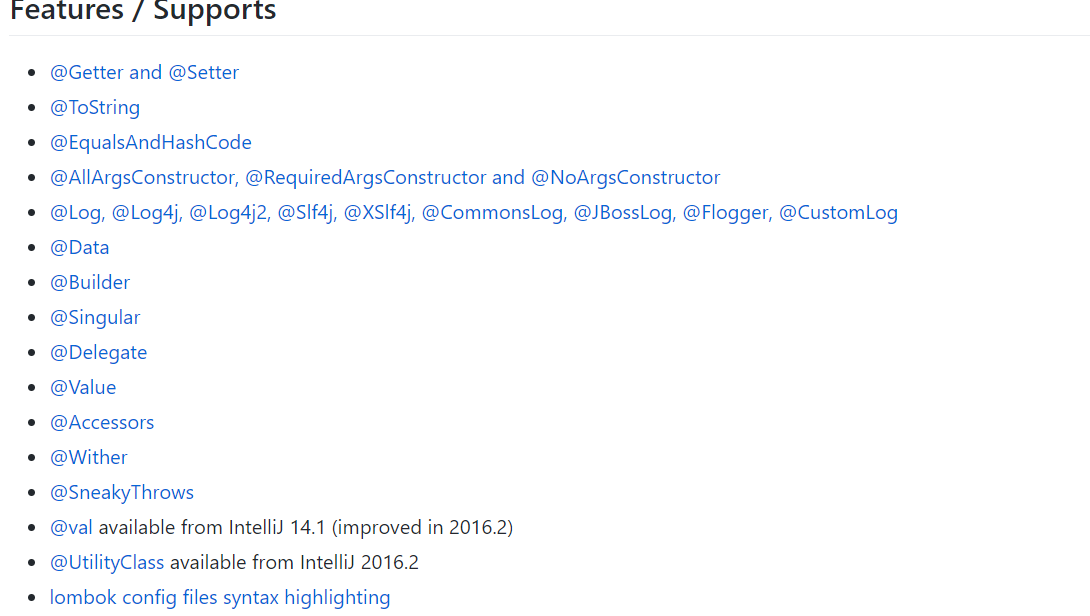 Features / Supports
@Getter and @Setter
@ToString
@EqualsAndHashCode
@AllArgsConstructor, @RequiredArgsConstructor and @NoArgsConstructor
@Log, @Log4j, @Log4j2, @Slf4j, @XSlf4j, @CommonsLog, @JBossLog, @Flogger, @CustomLog
@Data
@Builder
@Singular
@Delegate
@Value
@Accessors
@Wither
@SneakyThrows
@val available from IntelliJ 14.1 (improved in 2016.2)
@UtilityClass available from IntelliJ 2016.2
lombok config files syntax highlighting